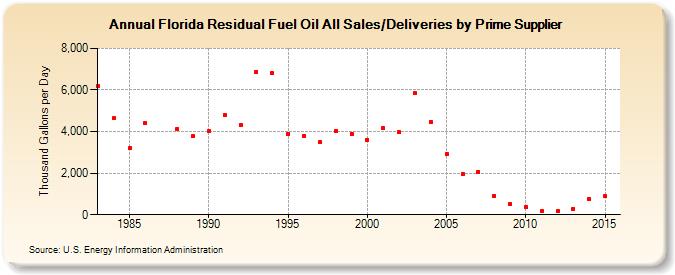 Annual Florida Residual Fuel Oil All Sales/Deliveries by Prime Supplier
Thousand Gallons per Day
8,000
6,000
4,000
2,000
0
1985 1990 1995 2000 2005 2010 2015
Source: U.S. Energy Information Administration